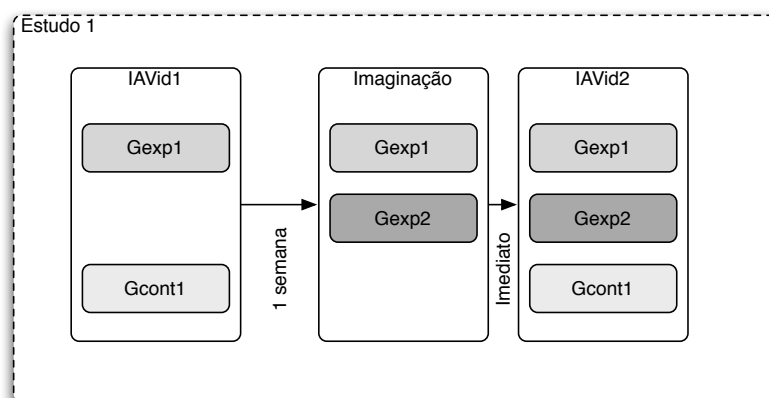 Estudo 1
IAVid1
Imaginação
IAVid2
Gexp1
Gexp1
Gexp1
Gexp2
Gexp2
Gcont1
Gcont1
1 semana
Imediato